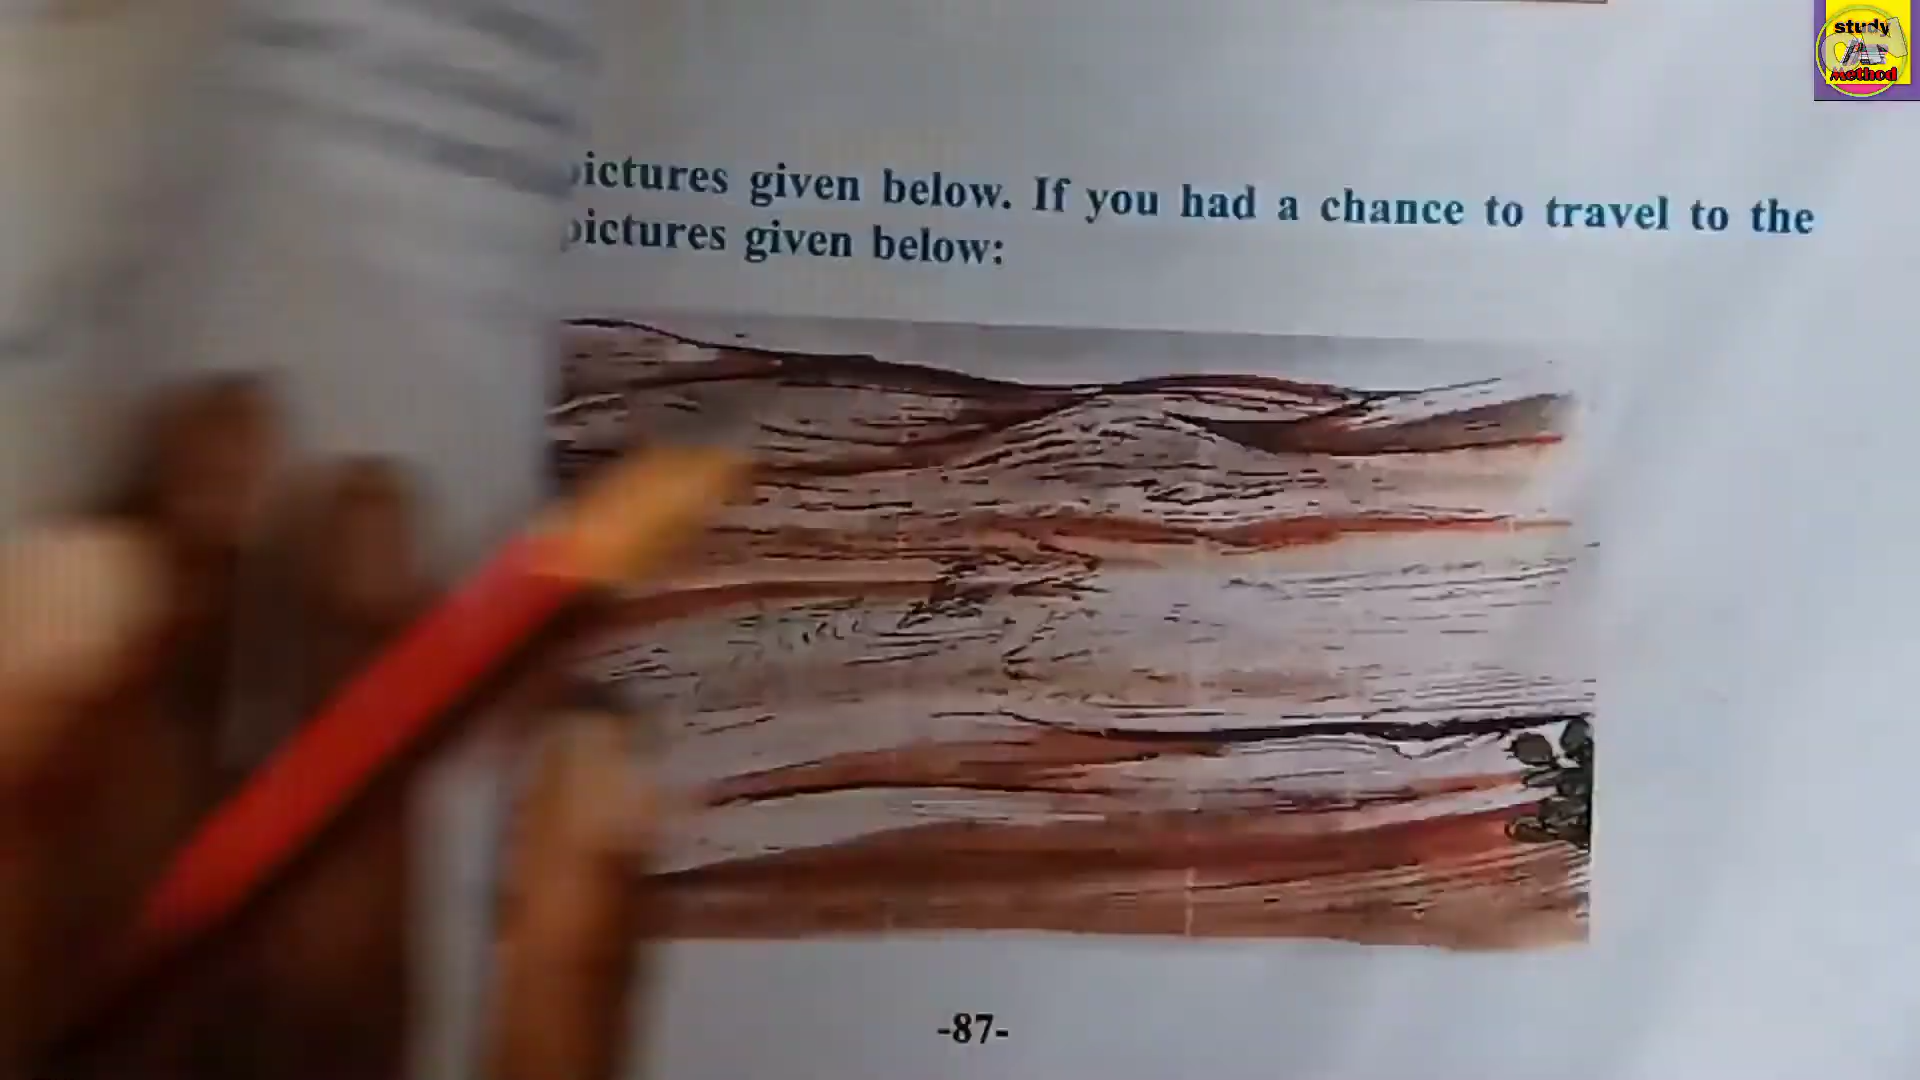 study
Method
pictures given below. If you had a chance to travel to the
pictures given below:
-87-